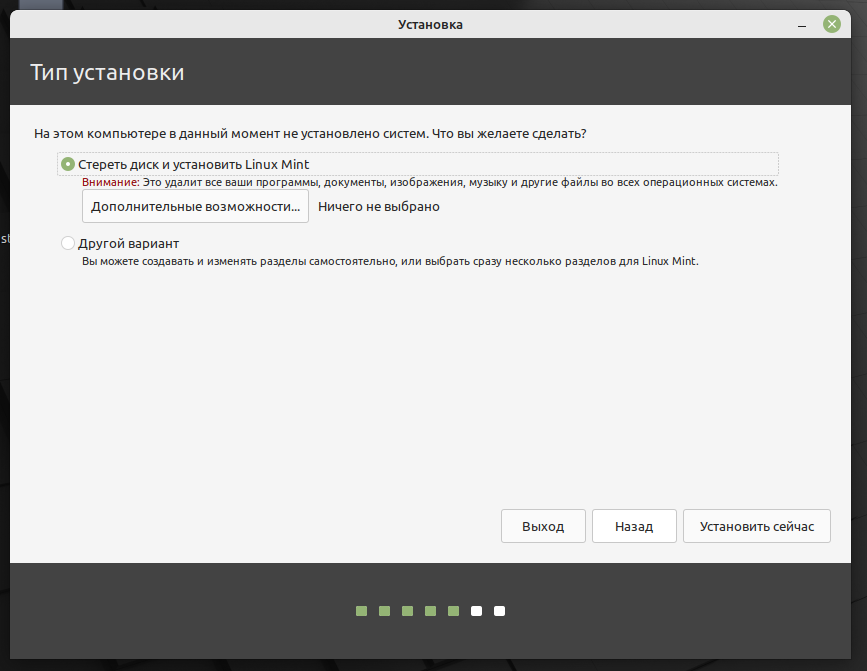 Установка
Тип установки
На этом компьютере в данный момент не установлено систем. Что вы желаете сделать?
Стереть диск и установить Linux Mint
Внимание: Это удалит все ваши программы, документы, изображения, музыку и другие файлы во всех операционных системах.
Дополнительные возможности... Ничего не выбрано
Другой вариант
Вы можете создавать и изменять разделы самостоятельно, или выбрать сразу несколько разделов для Linux Mint.
Выход Назад Установить сейчас